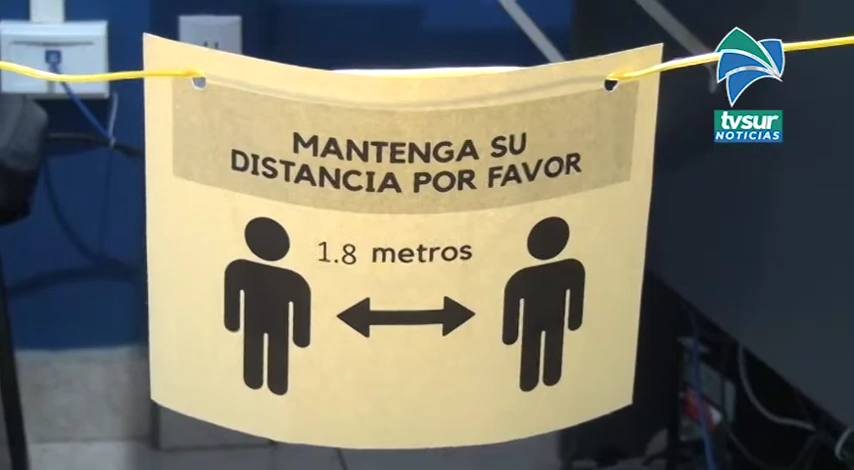 MANTENGA SU
DISTANCIA POR FAVOR
1.8 metros
tvsur
NOTICIAS